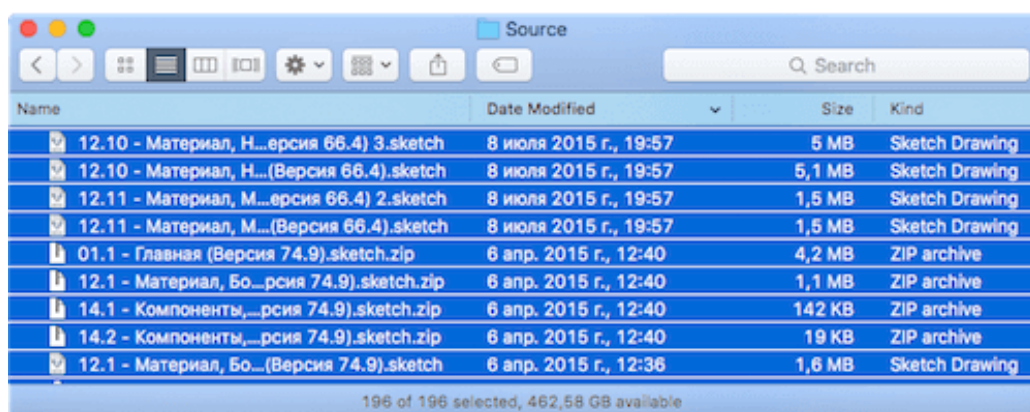 Source
Search
Name Date Modified Size Kind
12.10 - Материал, Н...ерсия 66.4) 3.sketch 8 июля 2015 г., 19:57 5 MB Sketch Drawing
12.10 - Материал, Н...(Версия 66.4).sketch 8 июля 2015 г., 19:57 5,1 MB Sketch Drawing
12.11 - Материал, М...ерсия 66.4) 2.sketch 8 июля 2015 г., 19:57 1,5 MB Sketch Drawing
12.11 - Материал, М...(Версия 66.4).sketch 8 июля 2015 г., 19:57 1,5 MB Sketch Drawing
01.1 - Главная (Версия 74.9).sketch.zip 6 апр. 2015 г., 12:40 4,2 MB ZIP archive
12.1 - Материал, Бо...рсия 74.9).sketch.zip 6 апр. 2015 г., 12:40 1,1 MB ZIP archive
14.1 - Компоненты,...рсия 74.9).sketch.zip 6 апр. 2015 г., 12:40 142 KB ZIP archive
14.2 - Компоненты,...рсия 74.9).sketch.zip 6 апр. 2015 г., 12:40 19 KB ZIP archive
12.1 - Материал, Бо...(Версия 74.9).sketch 6 апр. 2015 г., 12:36 1,6 MB Sketch Drawing
196 of 196 selected, 462,58 GB available